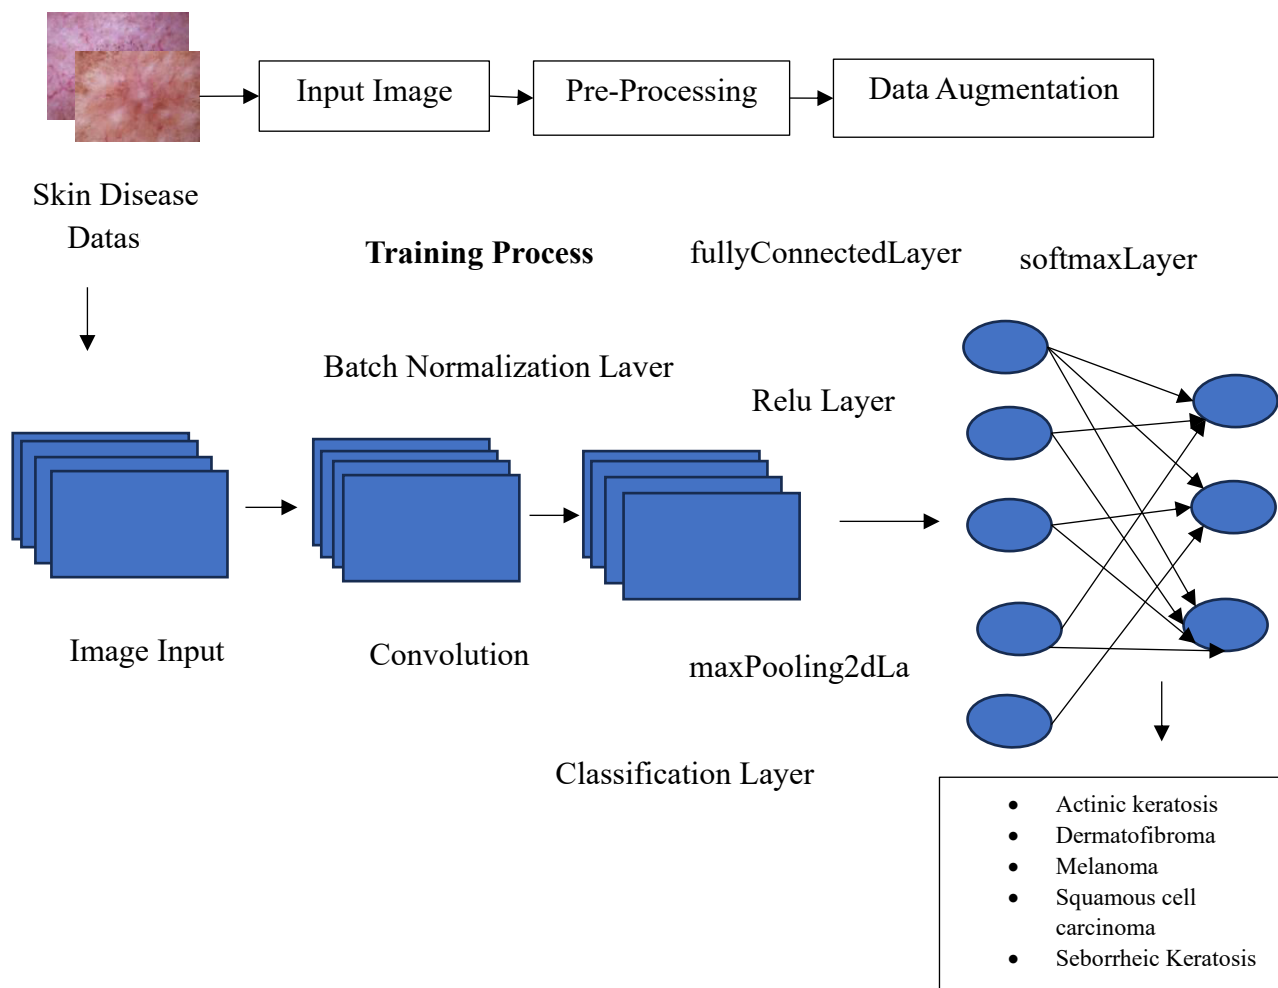 Input Image
Pre-Processing
Data Augmentation
Skin Disease
Datas
Training Process
fullyConnectedLayer
softmaxLayer
Batch Normalization Laver
Relu Layer
Image Input
Convolution
maxPooling2dLa
Classification Layer
• Actinic keratosis
• Dermatofibroma
• Melanoma
• Squamous cell
carcinoma
• Seborrheic Keratosis